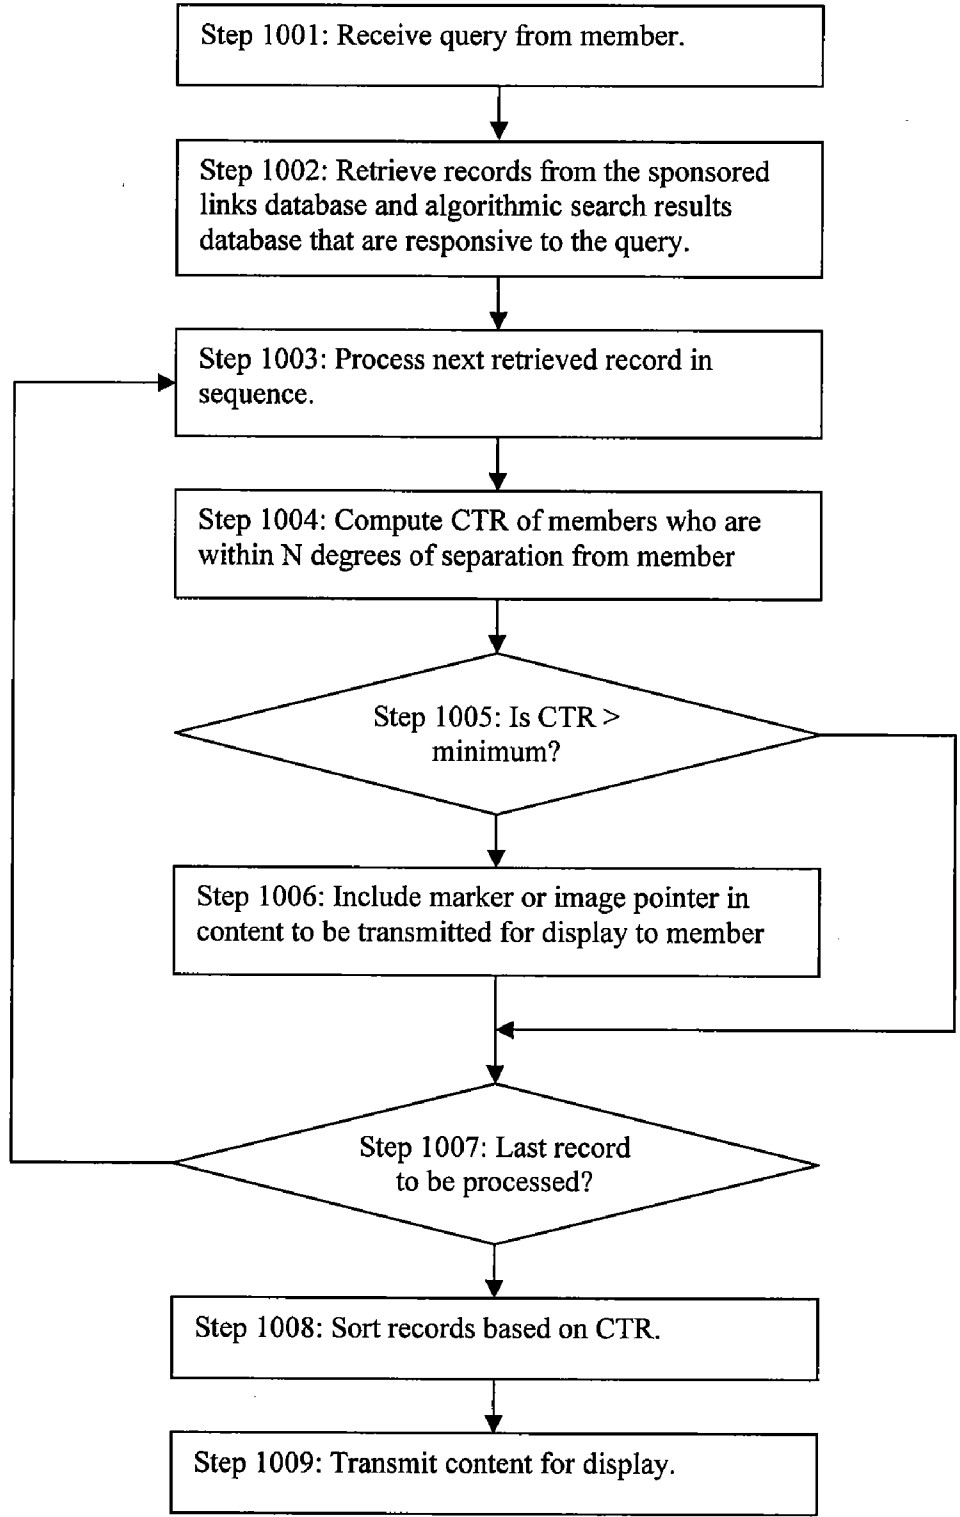 Step 1001: Receive query from member.
Step 1002: Retrieve records from the sponsored
links database and algorithmic search results
database that are responsive to the query.
Step 1003: Process next retrieved record in
sequence.
Step 1004: Compute CTR of members who are
within N degrees of separation from member
Step 1005: Is CTR >
minimum?
Step 1006: Include marker or image pointer in
content to be transmitted for display to member
Step 1007: Last record
to be processed?
Step 1008: Sort records based on CTR.
Step 1009: Transmit content for display.